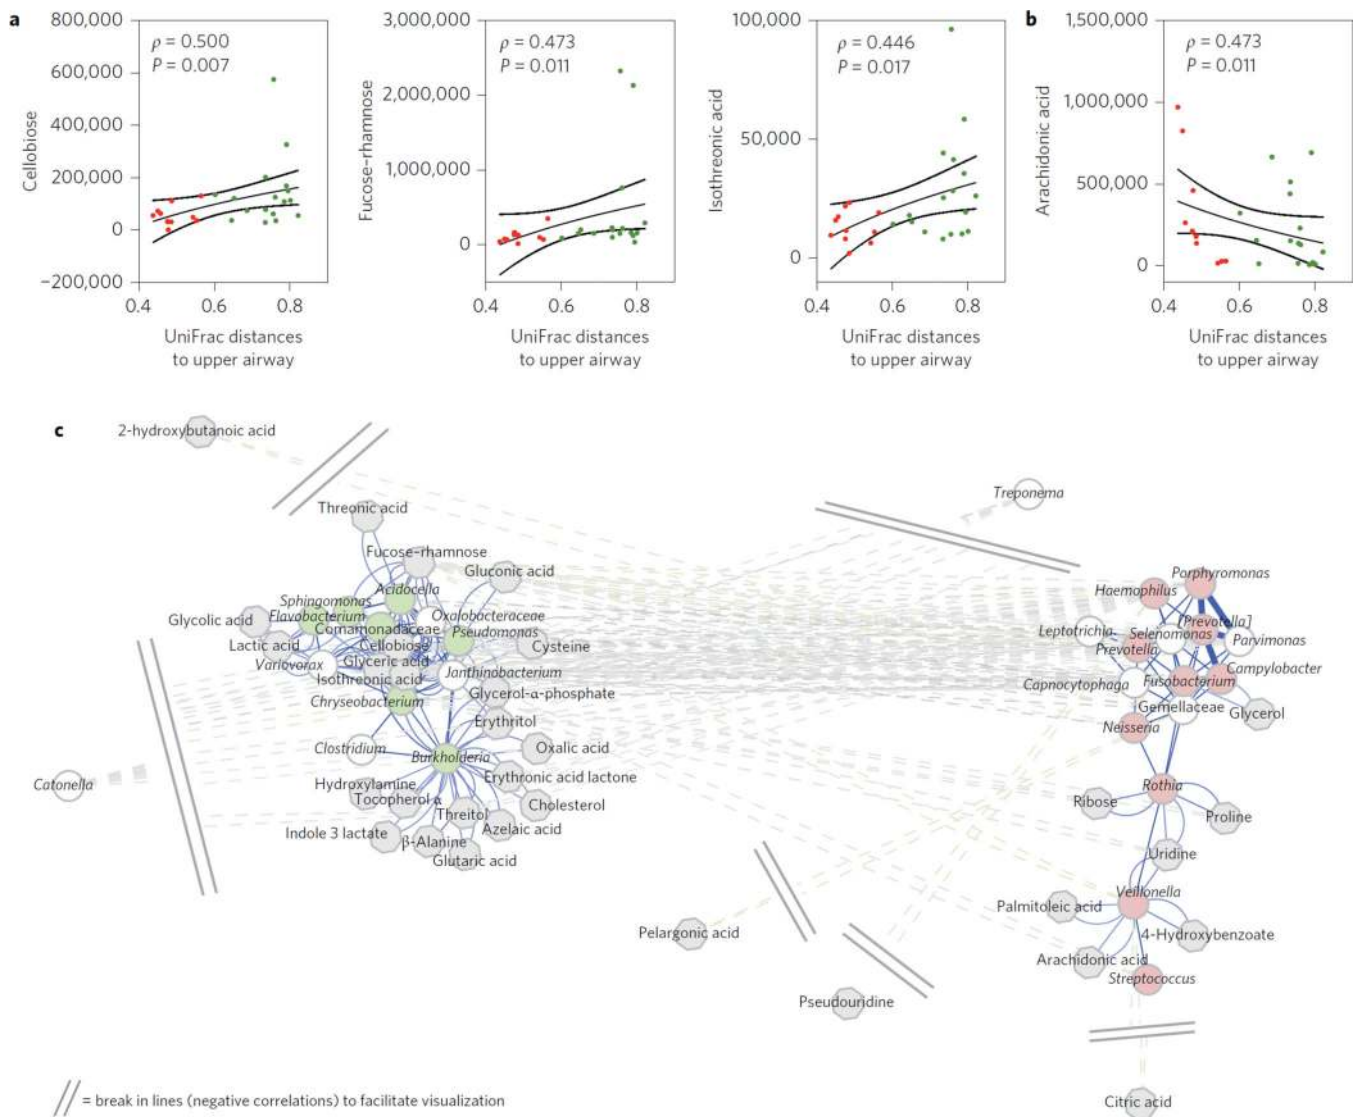 a
ρ = 0.500
P = 0.007
Cellobiose
800,000
600,000
400,000
200,000
0
−200,000
0.4
0.6
0.8
UniFrac distances
to upper airway
ρ = 0.473
P = 0.011
Fucose–rhamnose
3,000,000
2,000,000
1,000,000
0
0.4
0.6
0.8
UniFrac distances
to upper airway
ρ = 0.446
P = 0.017
Isothreonic acid
100,000
50,000
0
0.4
0.6
0.8
UniFrac distances
to upper airway
b
ρ = 0.473
P = 0.011
Arachidonic acid
1,500,000
1,000,000
500,000
0
0.4
0.6
0.8
UniFrac distances
to upper airway
c
2-hydroxybutanoic acid
Threonic acid
Fucose–rhamnose
Gluconic acid
Acidocella
Sphingomonas
Flavobacterium
Oxalobacteraceae
Glycolic acid
Comamonadaceae
Pseudomonas
Lactic acid
Cellobiose
Cysteine
Variovorax
Glyceric acid
Isothreonic acid
Janthinobacterium
Glycerol-α-phosphate
Chryseobacterium
Erythritol
Clostridium
Burkholderia
Oxalic acid
Catonella
Hydroxylamine
Erythronic acid lactone
Tocopherol α
Cholesterol
Threitol
Indole 3 lactate
β-Alanine
Azelaic acid
Glutaric acid
Treponema
Porphyromonas
Haemophilus
[Prevotella]
Leptotrichia
Selenomonas
Parvimonas
Prevotella
Campylobacter
Capnocytophaga
Fusobacterium
Gemellaceae
Glycerol
Neisseria
Rothia
Ribose
Proline
Uridine
Veillonella
Palmitoleic acid
4-Hydroxybenzoate
Pelargonic acid
Arachidonic acid
Streptococcus
Pseudouridine
Citric acid
= break in lines (negative correlations) to facilitate visualization